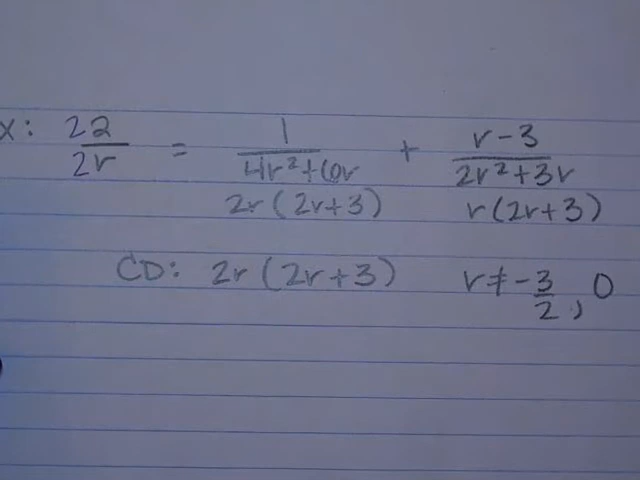 x: 22/2r = 1/(4r²+6r) + (r-3)/(2r²+3r)
2r(2r+3) r(2r+3)
CD: 2r(2r+3) r≠-3/2, 0